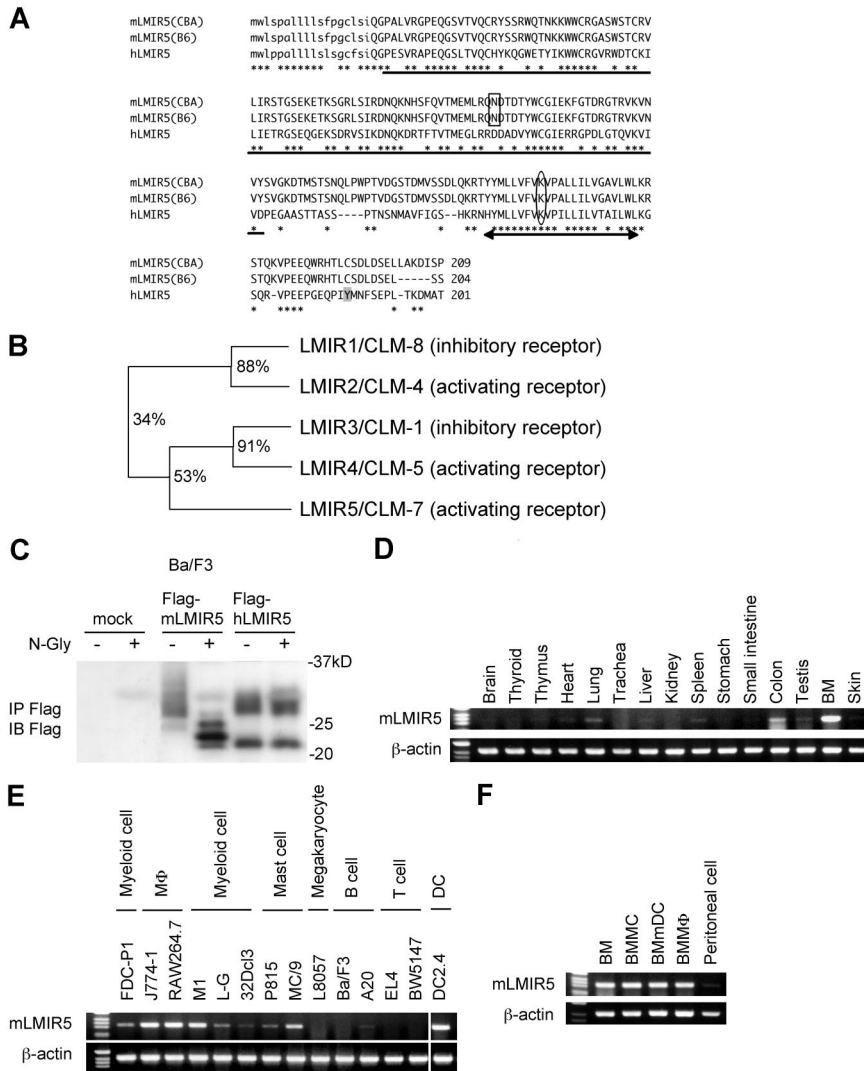 A
mLMIR5(CBA) mwlspallllslfpgclsiQGPALVRGPEQGSVTVQCRYSSRWQTNKKWWCRGASWSTCRV
mLMIR5(B6) mwlspallllsfpgclsiQGPALVRGPEQGSVTVQCRYSSRWQTNKKWWCRGASWSTCRV
hLMIR5 mwlppallllslsgcfsiQGPESVRAPEQGSLTVQCHYKQGWETYIKWWCRGVRWDTCKI
mLMIR5(CBA) LIRSTGSEKETKSGRLSIRDNQKNHSFQVTMEMLRQNDTDTYWCGIEKFGTDRGTRVKVN
mLMIR5(B6) LIRSTGSEKETKSGRLSIRDNQKNHSFQVTMEMLRQNDTDTYWCGIEKFGTDRGTRVKVN
hLMIR5 LIETRGSEQGEKSDRVSIKDNQKDRTFTVTMEGLRRDDADVYWCGIERRGPDLGTQVKVI
mLMIR5(CBA) VYSVGKDTMSTSNQLPWPTVDGSTDMVSSDLQKRTYYMLLVFVKVPALLILVGAVLWLKR
mLMIR5(B6) VYSVGKDTMSTSNQLPWPTVDGSTDMVSSDLQKRTYYMLLVFVKVPALLILVGAVLWLKR
hLMIR5 VDPEGAASTTASS----PTNSNMAVFIGS--HKRNHYMLLVFVKVPILLILVTAILWLKG
mLMIR5(CBA) STQKVPEEQWRHTLCSDLDSELLAKDISP 209
mLMIR5(B6) STQKVPEEQWRHTLCSDLDSEL-----SS 204
hLMIR5 SQR-VPEEPGEQPIYMNFSEPL-TKDMAT 201
B
LMIR1/CLM-8 (inhibitory receptor)
88%
LMIR2/CLM-4 (activating receptor)
34%
LMIR3/CLM-1 (inhibitory receptor)
91%
53%
LMIR4/CLM-5 (activating receptor)
LMIR5/CLM-7 (activating receptor)
C
Ba/F3
mock Flag-mLMIR5 Flag-hLMIR5
N-Gly - + - + - +
-37kD
IP Flag
IB Flag
-25
-20
D
Brain Thyroid Thymus Heart Lung Trachea Liver Kidney Spleen Stomach Small intestine Colon Testis BM Skin
mLMIR5
β-actin
E
Myeloid cell MΦ Myeloid cell Mast cell Megakaryocyte B cell T cell DC
FDC-P1 J774-1 RAW264.7 M1 L-G 32Dcl3 P815 MC/9 L8057 Ba/F3 A20 EL4 BW5147 DC2.4
mLMIR5
β-actin
F
BM BMMC BMmDC BMMΦ Peritoneal cell
mLMIR5
β-actin